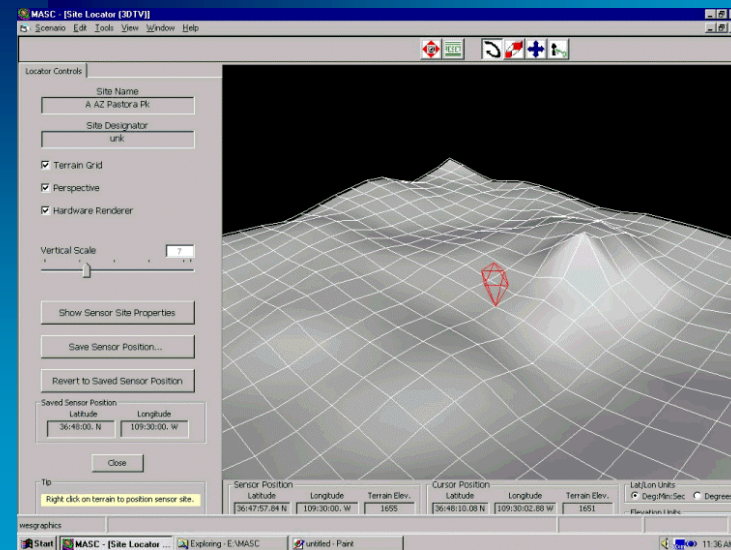 MASC - [Site Locator [3DTV]]
Scenario Edit Tools View Window Help
Locator Controls
Site Name
A AZ Pastora Pk
Site Designator
unk
Terrain Grid
Perspective
Hardware Renderer
Vertical Scale 7
Show Sensor Site Properties
Save Sensor Position...
Revert to Saved Sensor Position
Saved Sensor Position
Latitude Longitude
36:48:00. N 109:30:00. W
Close
Tip
Right click on terrain to position sensor site.
Sensor Position
Latitude Longitude Terrain Elev.
36:47:57.84 N 109:30:00. W 1655
Cursor Position
Latitude Longitude Terrain Elev.
36:48:10.08 N 109:30:02.88 W 1651
Lat/Lon Units
Deg:Min:Sec Degrees
Elevation Units
wesgraphics
Start MASC - [Site Locator ... Exploring - E:\MASC untitled - Paint 11:36 AM